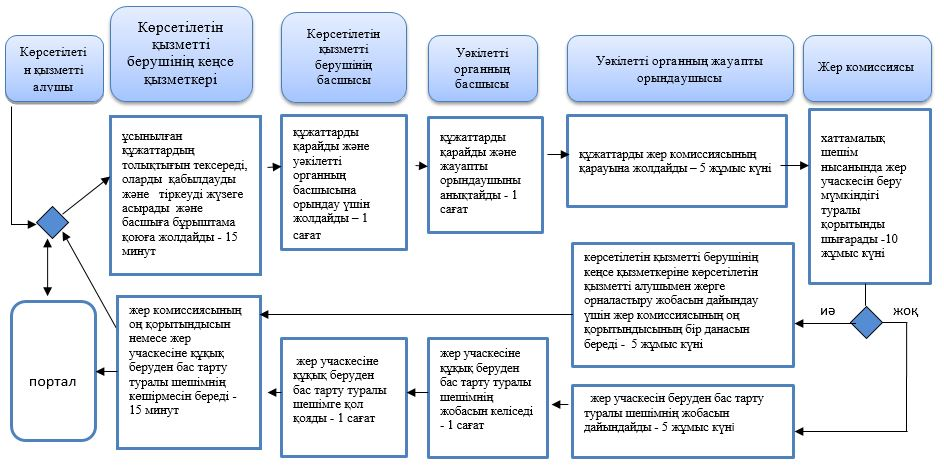 Көрсетілеті
н қызметті
алушы
Көрсетілетін
қызметті
берушінің кеңсе
қызметкері
Көрсетілетін
қызметті
берушінің
басшысы
Уәкілетті
органның
басшысы
Уәкілетті органның жауапты
орындаушысы
Жер комиссиясы
ұсынылған
құжаттардың
толықтығын тексереді,
оларды қабылдауды
және тіркеуді жүзеге
асырады және
басшыға бұрыштама
қоюға жолдайды - 15
минут
құжаттарды
қарайды және
уәкілетті
органның
басшысына
орындау үшін
жолдайды – 1
сағат
құжаттарды
қарайды және
жауапты
орындаушыны
анықтайды - 1
сағат
құжаттарды жер комиссиясының
қарауына жолдайды – 5 жұмыс күні
хаттамалық
шешім
нысанында жер
учаскесін беру
мүмкіндігі
туралы
қорытынды
шығарады -10
жұмыс күні
көрсетілетін қызметті берушінің
кеңсе қызметкеріне көрсетілетін
қызметті алушымен жерге
орналастыру жобасын дайындау
үшін жер комиссиясының оң
қорытындысының бір данасын
береді - 5 жұмыс күні
иә
жоқ
портал
жер комиссиясының
оң қорытындысын
немесе жер
учаскесіне құқық
беруден бас тарту
туралы шешімнің
көшірмесін береді -
15 минут
жер учаскесіне
құқық беруден
бас тарту туралы
шешімге қол
қояды - 1 сағат
жер учаскесіне
құқық беруден
бас тарту туралы
шешімнің
жобасын келіседі
- 1 сағат
жер учаскесін беруден бас тарту
туралы шешімнің жобасын
дайындайды - 5 жұмыс күні